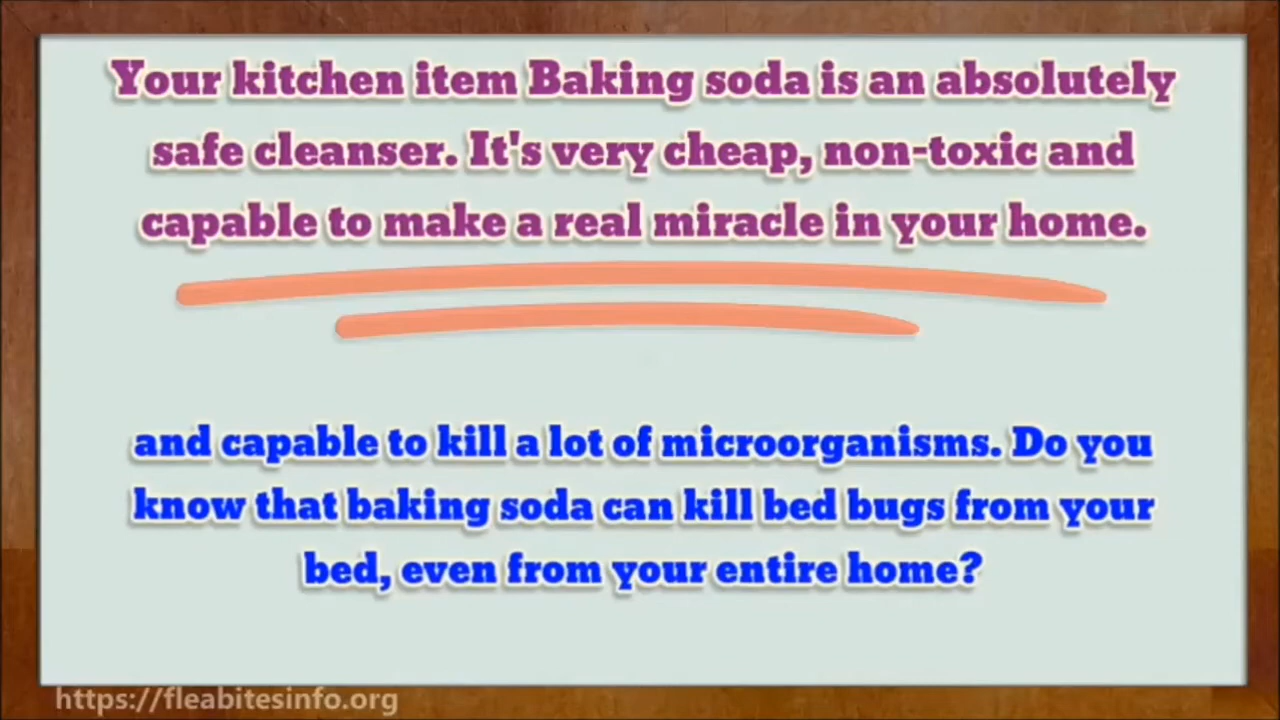 Your kitchen item Baking soda is an absolutely
safe cleanser. It's very cheap, non-toxic and
capable to make a real miracle in your home.
and capable to kill a lot of microorganisms. Do you
know that baking soda can kill bed bugs from your
bed, even from your entire home?
https://fleabitesinfo.org